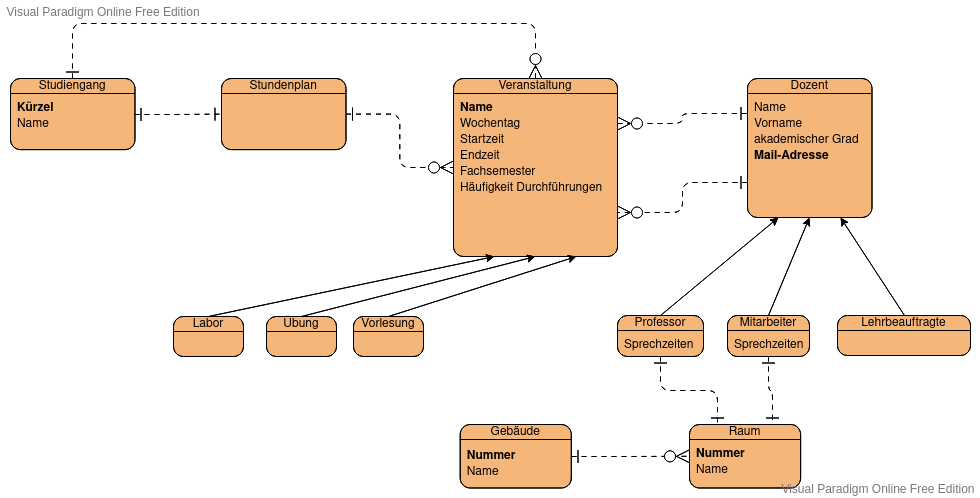 Visual Paradigm Online Free Edition
Studiengang
Kürzel
Name
Stundenplan
Veranstaltung
Name
Wochentag
Startzeit
Endzeit
Fachsemester
Häufigkeit Durchführungen
Dozent
Name
Vorname
akademischer Grad
Mail-Adresse
Labor
Übung
Vorlesung
Professor
Sprechzeiten
Mitarbeiter
Sprechzeiten
Lehrbeauftragte
Gebäude
Nummer
Name
Raum
Nummer
Name
Visual Paradigm Online Free Edition